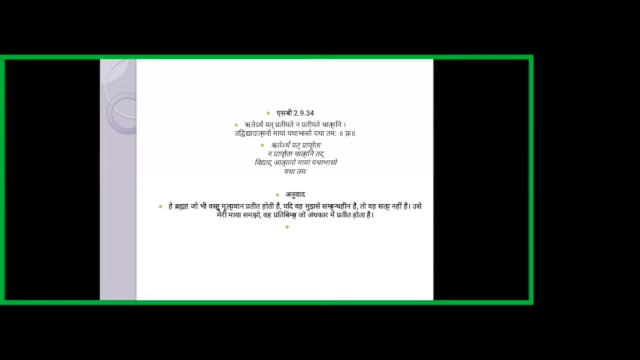 एसबी 2.9.34
ऋतेऽर्थं यत् प्रतीयते न प्रतीयते चात्मनि ।
तद्विद्यादात्मनो मायां यथाभासो यथा तम: ॥
ऋतेऽर्थं यत्
न चात्मनि तद्
विद्याद् आत्मनो मायां यथाभासो
यथा तमः
अनुवाद
हे ब्रह्मा! जो भी वस्तु मूल्यवान प्रतीत होती है, यदि वह मुझसे सम्बन्धहीन है, तो वह सत्य नहीं है। उसे
मेरी माया समझो, वह प्रतिबिम्ब जो अंधकार में प्रतीत होता है।